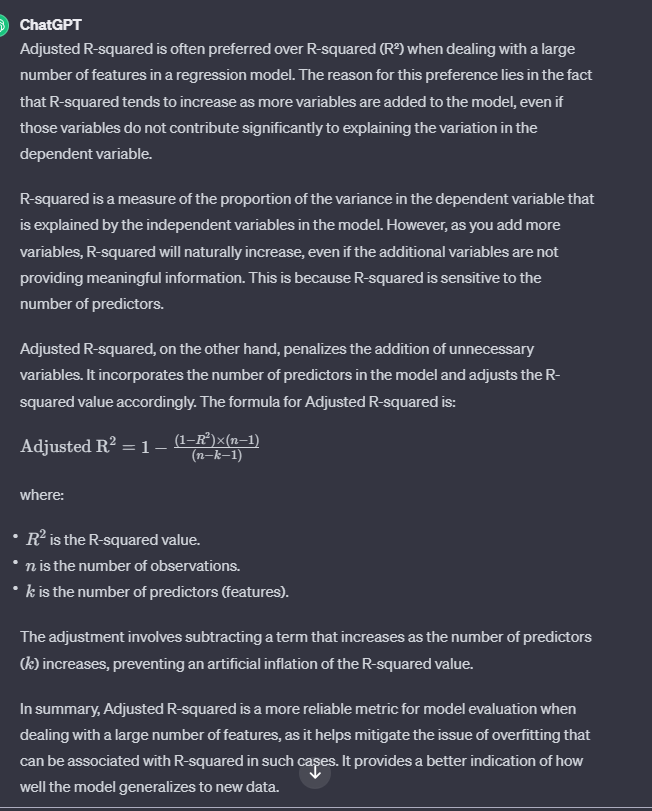 ChatGPT
Adjusted R-squared is often preferred over R-squared (R²) when dealing with a large
number of features in a regression model. The reason for this preference lies in the fact
that R-squared tends to increase as more variables are added to the model, even if
those variables do not contribute significantly to explaining the variation in the
dependent variable.
R-squared is a measure of the proportion of the variance in the dependent variable that
is explained by the independent variables in the model. However, as you add more
variables, R-squared will naturally increase, even if the additional variables are not
providing meaningful information. This is because R-squared is sensitive to the
number of predictors.
Adjusted R-squared, on the other hand, penalizes the addition of unnecessary
variables. It incorporates the number of predictors in the model and adjusts the R-
squared value accordingly. The formula for Adjusted R-squared is:
Adjusted R² = 1 − (1−R²)×(n−1) / (n−k−1)
where:
• R² is the R-squared value.
• n is the number of observations.
• k is the number of predictors (features).
The adjustment involves subtracting a term that increases as the number of predictors
(k) increases, preventing an artificial inflation of the R-squared value.
In summary, Adjusted R-squared is a more reliable metric for model evaluation when
dealing with a large number of features, as it helps mitigate the issue of overfitting that
can be associated with R-squared in such cases. It provides a better indication of how
well the model generalizes to new data.